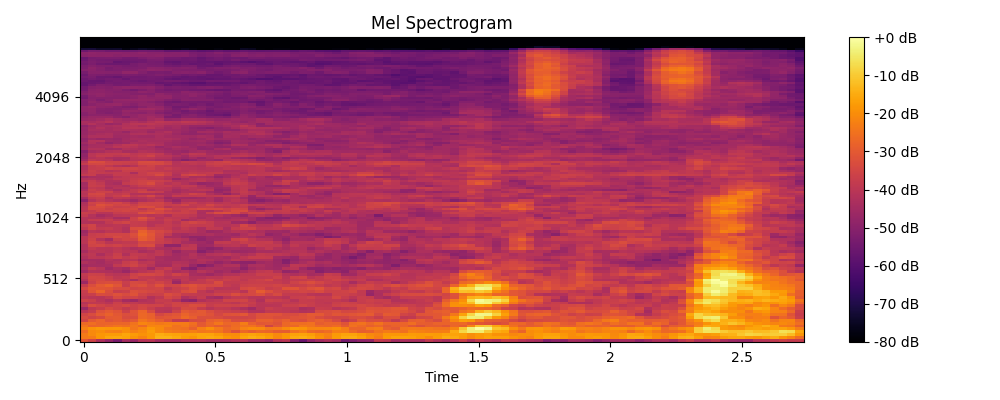 Mel Spectrogram
+0 dB
-10 dB
-20 dB
-30 dB
-40 dB
-50 dB
-60 dB
-70 dB
-80 dB
Hz
4096
2048
1024
512
0
0 0.5 1 1.5 2 2.5
Time